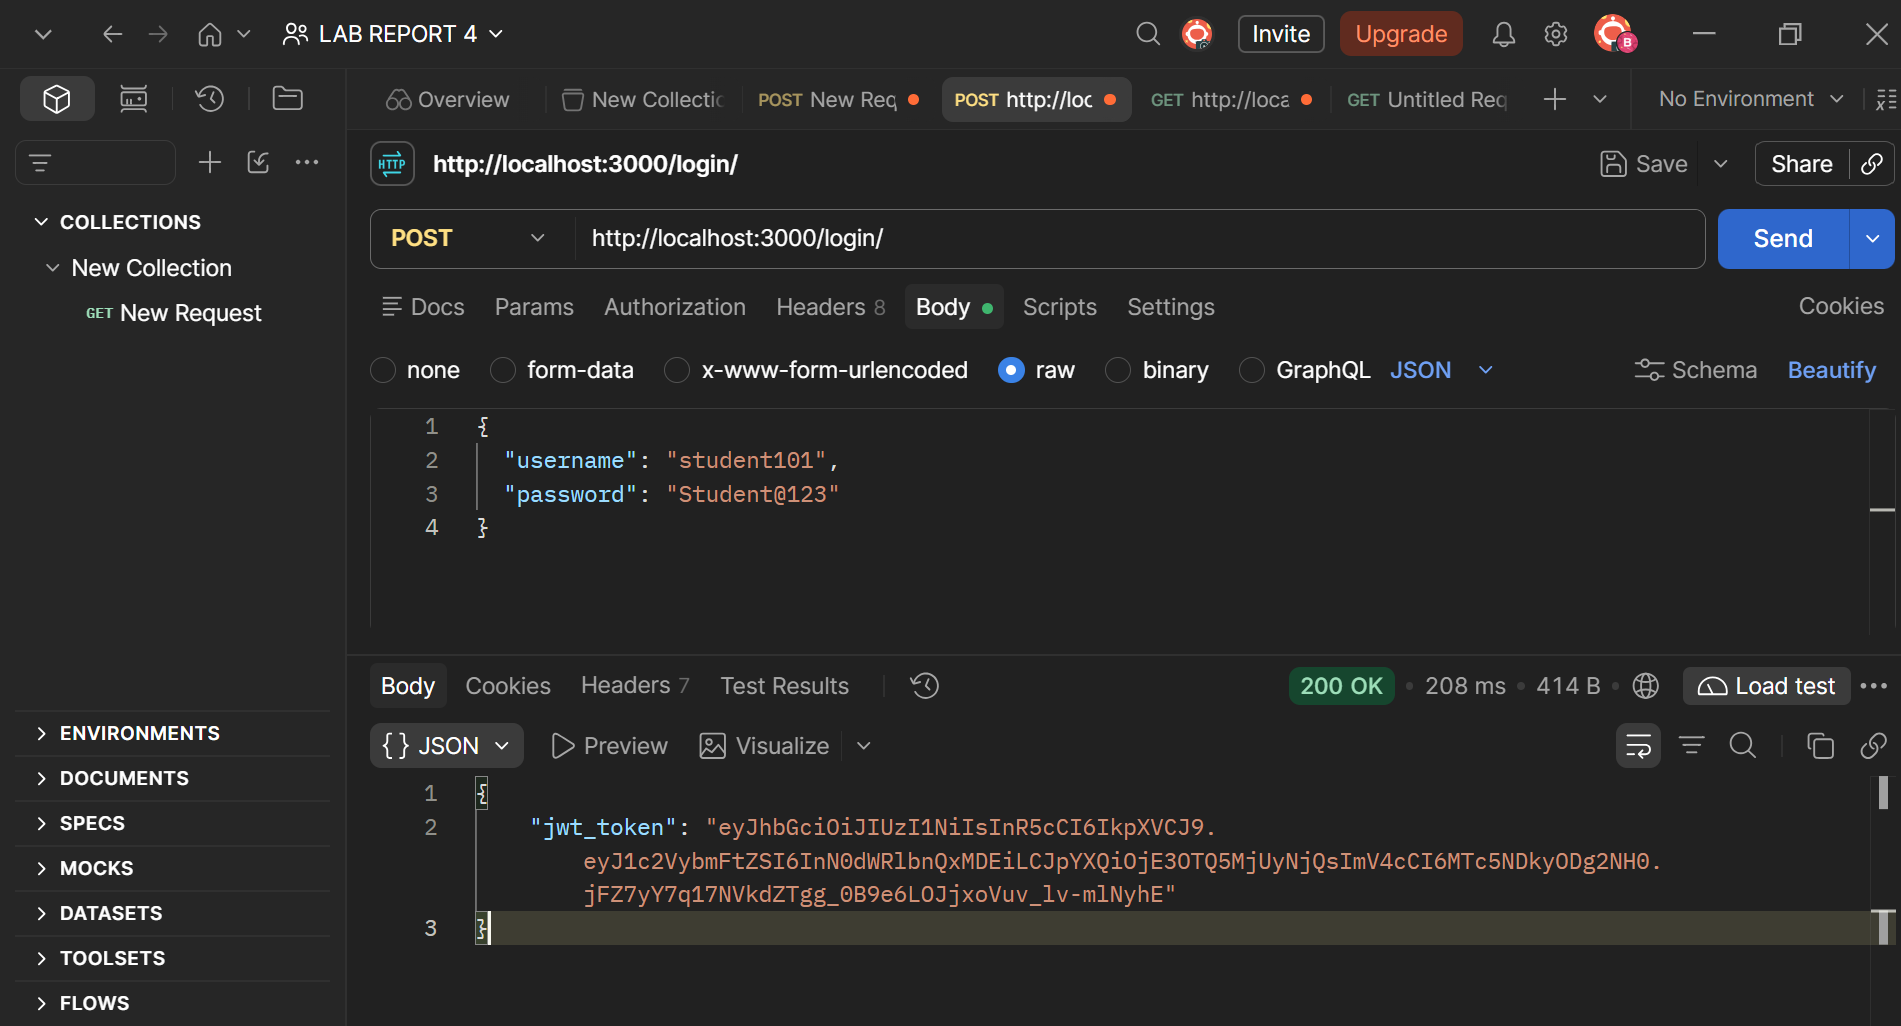 LAB REPORT 4
Invite
Upgrade
B
Overview
New Collectic
POST New Req
POST http://loc
GET http://loca
GET Untitled Req
No Environment
HTTP http://localhost:3000/login/
Save
Share
COLLECTIONS
New Collection
GET New Request
POST
http://localhost:3000/login/
Send
Docs
Params
Authorization
Headers 8
Body
Scripts
Settings
Cookies
none
form-data
x-www-form-urlencoded
raw
binary
GraphQL
JSON
Schema
Beautify
1 {
2 "username": "student101",
3 "password": "Student@123"
4 }
Body
Cookies
Headers 7
Test Results
200 OK • 208 ms • 414 B •
Load test
{ } JSON
Preview
Visualize
1 {
2 "jwt_token": "eyJhbGciOiJIUzI1NiIsInR5cCI6IkpXVCJ9.
eyJ1c2VybmFtZSI6InN0dWRlbnQxMDEiLCJpYXQiOjE3OTQ5MjUyNjQsImV4cCI6MTc5NDkyODg2NH0.
jFZ7yY7q17NVkdZTgg_0B9e6LOJjxoVuv_lv-mlNyhE"
3 }
ENVIRONMENTS
DOCUMENTS
SPECS
MOCKS
DATASETS
TOOLSETS
FLOWS